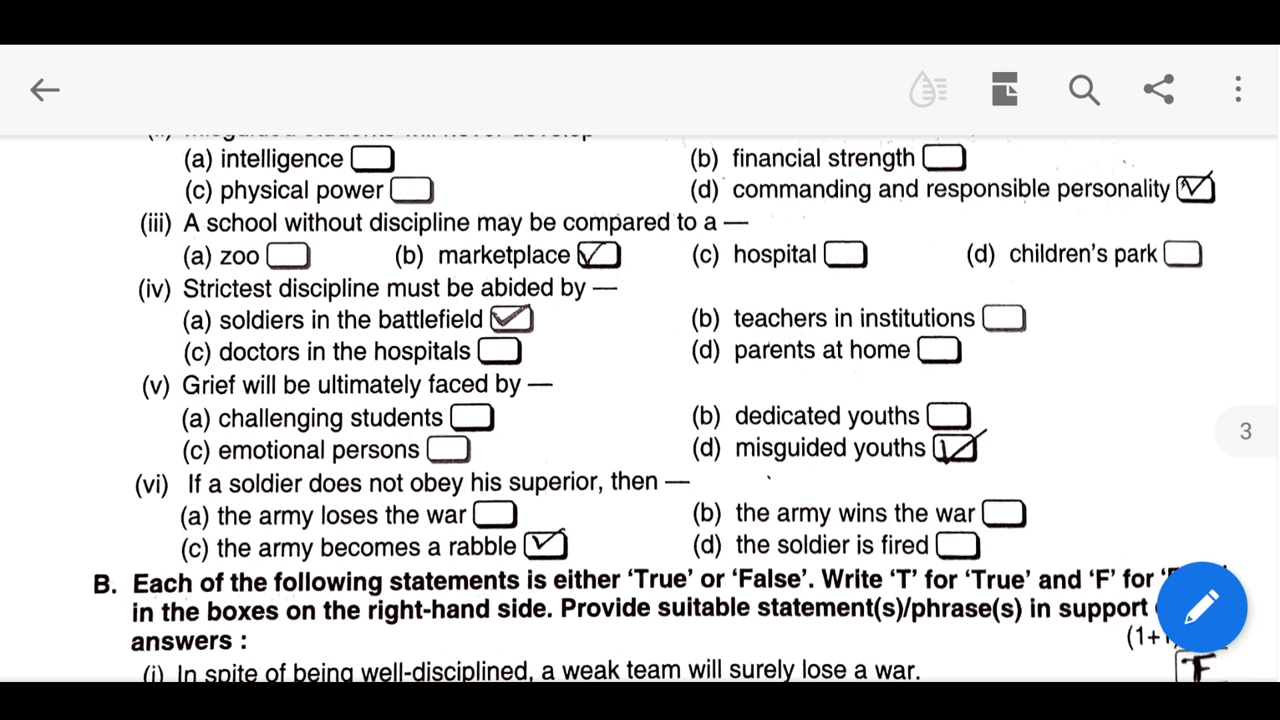 (a) intelligence (b) financial strength
(c) physical power (d) commanding and responsible personality
(iii) A school without discipline may be compared to a —
(a) zoo (b) marketplace (c) hospital (d) children's park
(iv) Strictest discipline must be abided by —
(a) soldiers in the battlefield (b) teachers in institutions
(c) doctors in the hospitals (d) parents at home
(v) Grief will be ultimately faced by —
(a) challenging students (b) dedicated youths
(c) emotional persons (d) misguided youths
3
(vi) If a soldier does not obey his superior, then —
(a) the army loses the war (b) the army wins the war
(c) the army becomes a rabble (d) the soldier is fired
B. Each of the following statements is either ‘True’ or ‘False’. Write ‘T’ for ‘True’ and ‘F’ for
in the boxes on the right-hand side. Provide suitable statement(s)/phrase(s) in support
answers :
(1+
(i) In spite of being well-disciplined, a weak team will surely lose a war. F